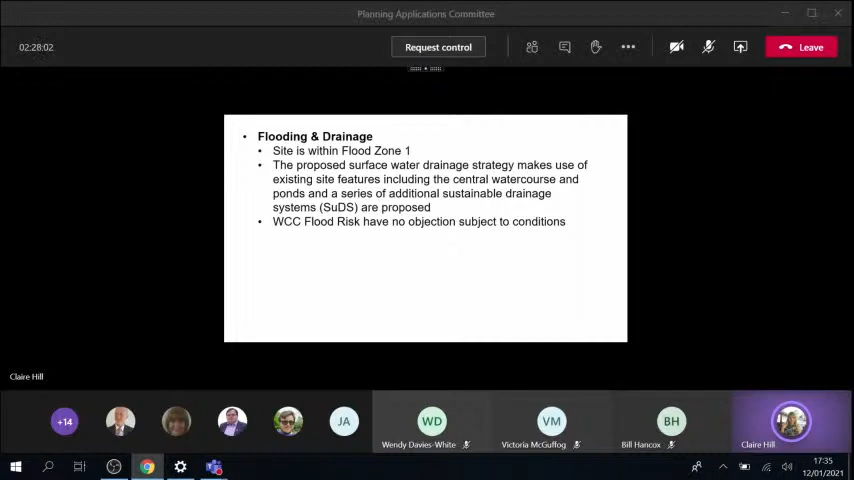 Planning Applications Committee
02:28:02
Request control
Leave
• Flooding & Drainage
• Site is within Flood Zone 1
• The proposed surface water drainage strategy makes use of
existing site features including the central watercourse and
ponds and a series of additional sustainable drainage
systems (SuDS) are proposed
• WCC Flood Risk have no objection subject to conditions
Claire Hill
+14
JA
WD
VM
BH
Wendy Davies-White
Victoria McGuffog
Bill Hancox
Claire Hill
17:35
12/01/2021